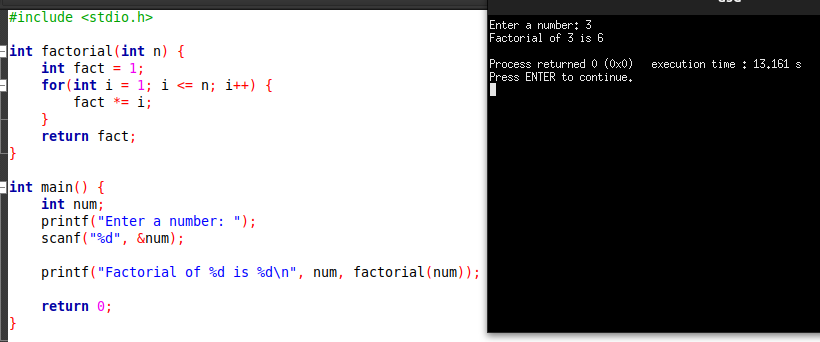 #include <stdio.h>
int factorial(int n) {
int fact = 1;
for(int i = 1; i <= n; i++) {
fact *= i;
}
return fact;
}
int main() {
int num;
printf("Enter a number: ");
scanf("%d", &num);
printf("Factorial of %d is %d\n", num, factorial(num));
return 0;
}
Enter a number: 3
Factorial of 3 is 6
Process returned 0 (0x0)   execution time : 13.161 s
Press ENTER to continue.